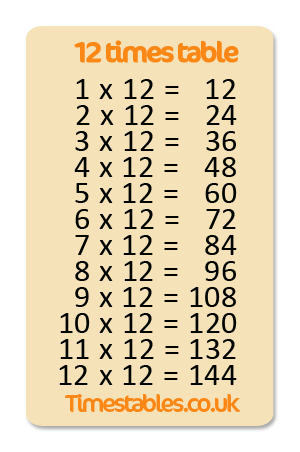 12 times table
1 x 12 = 12
2 x 12 = 24
3 x 12 = 36
4 x 12 = 48
5 x 12 = 60
6 x 12 = 72
7 x 12 = 84
8 x 12 = 96
9 x 12 = 108
10 x 12 = 120
11 x 12 = 132
12 x 12 = 144
Timestables.co.uk